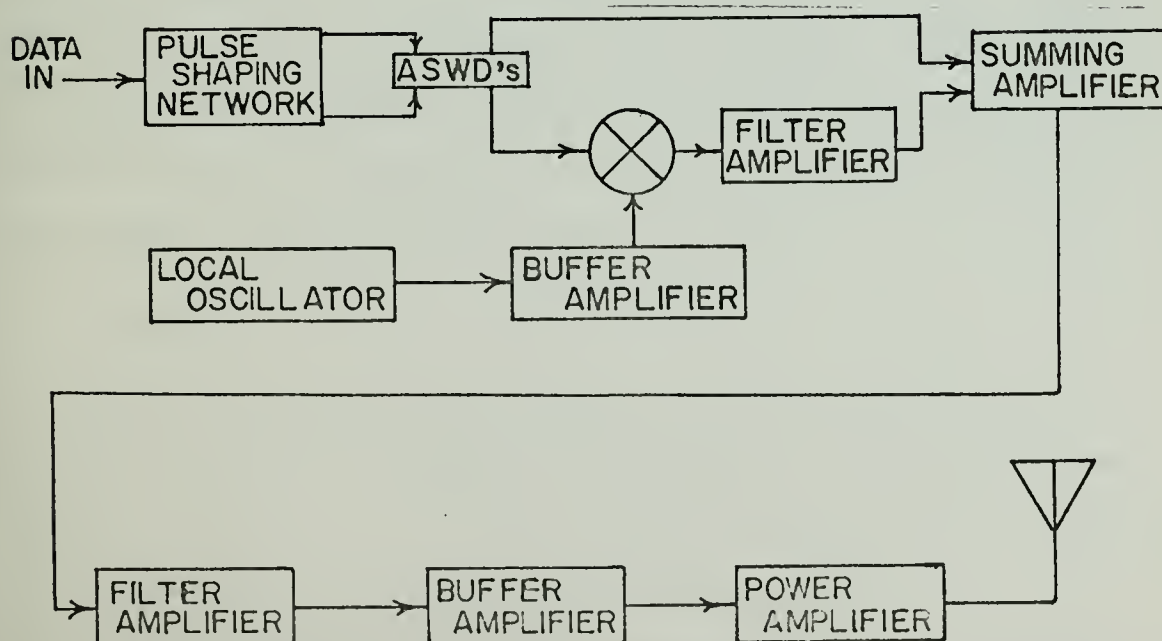 DATA
IN
PULSE
SHAPING
NETWORK
ASWD's
SUMMING
AMPLIFIER
FILTER
AMPLIFIER
LOCAL
OSCILLATOR
BUFFER
AMPLIFIER
FILTER
AMPLIFIER
BUFFER
AMPLIFIER
POWER
AMPLIFIER